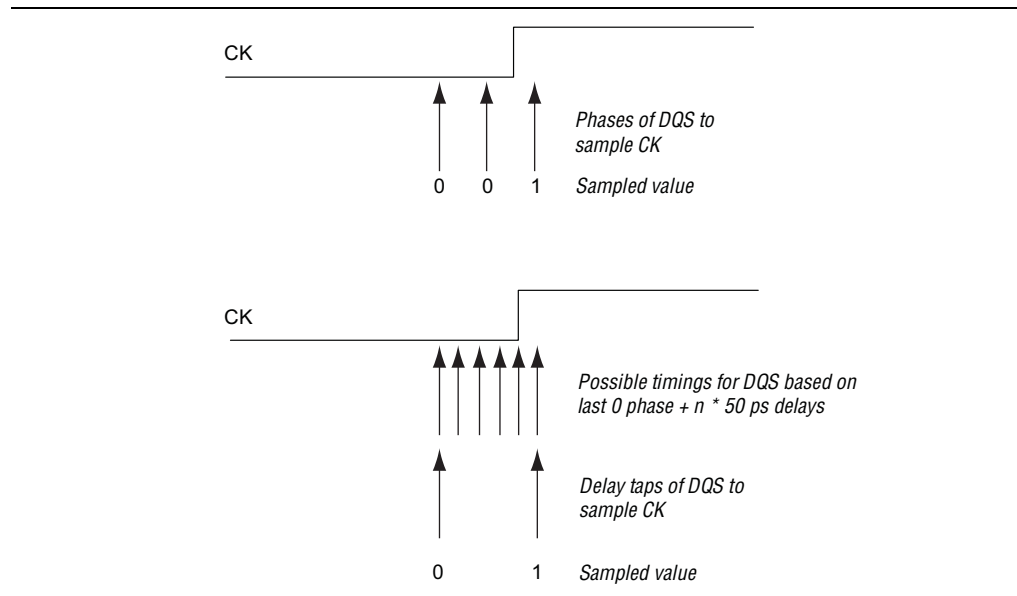 CK
Phases of DQS to
sample CK
0 0 1 Sampled value
CK
Possible timings for DQS based on
last 0 phase + n * 50 ps delays
Delay taps of DQS to
sample CK
0 1 Sampled value